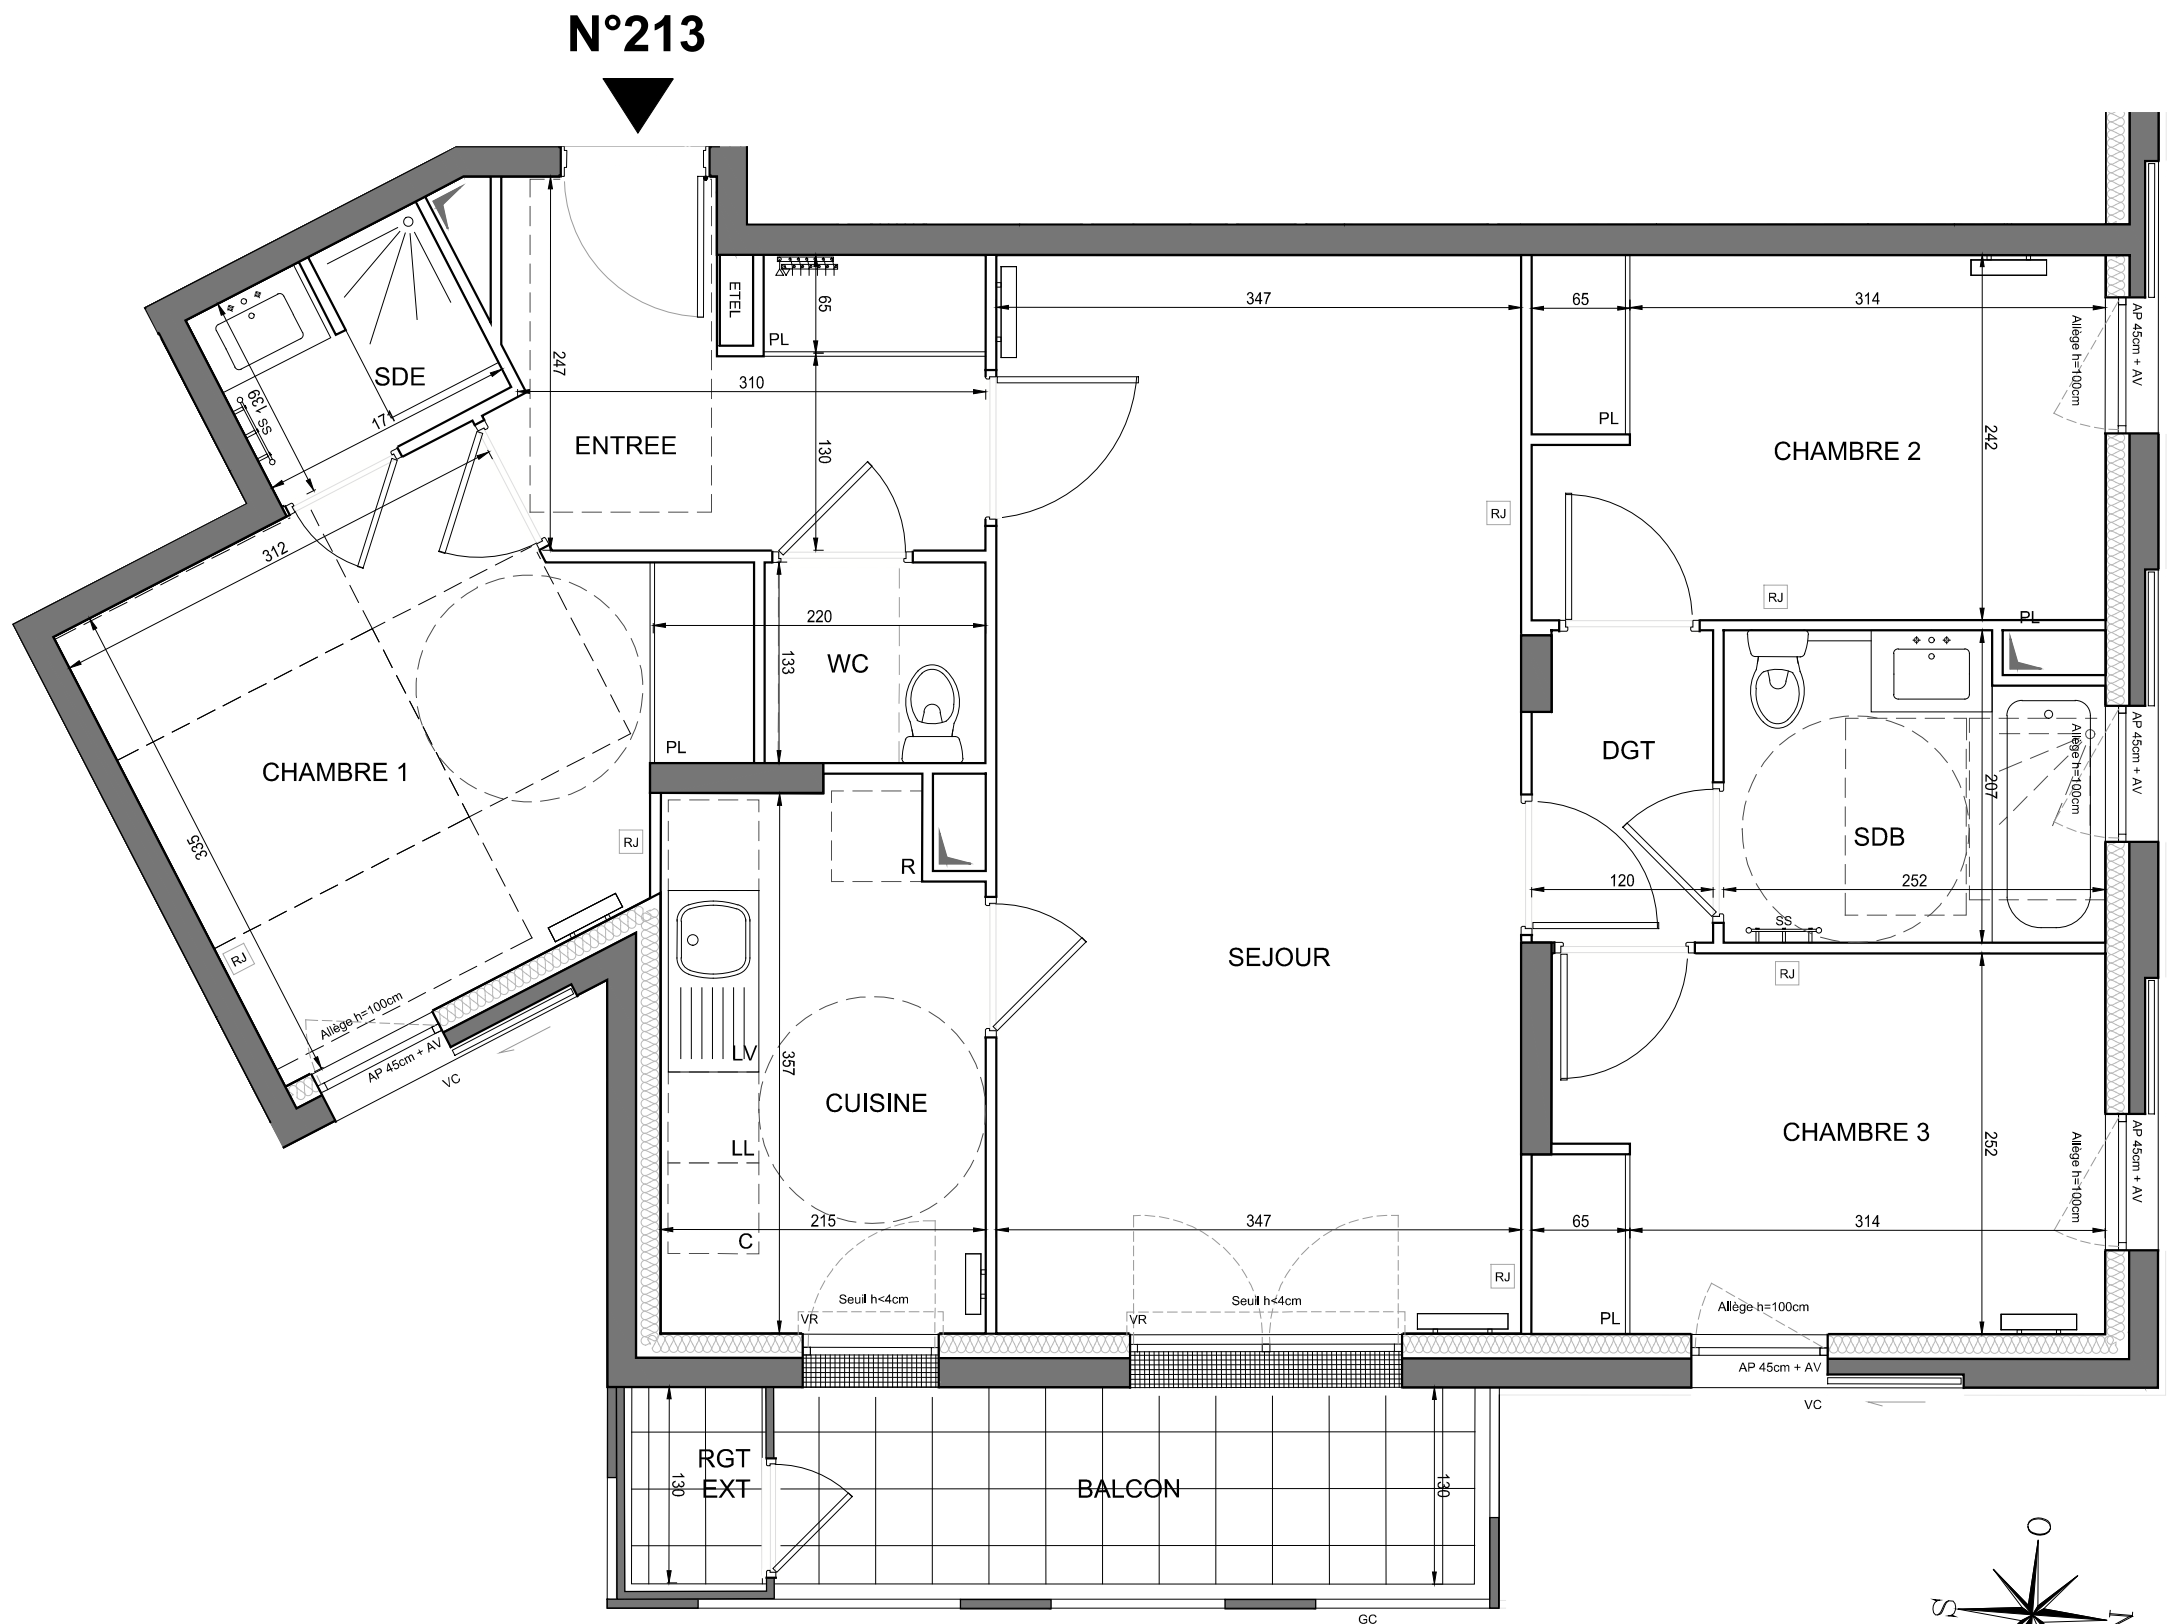 N°213
ETEL
65
PL
347
65
314
AP 45cm + AV
Allège h=100cm
247
310
SDE
139
SS
171
ENTREE
130
PL
CHAMBRE 2
242
RJ
312
RJ
PL
220
WC
133
PL
CHAMBRE 1
335
RJ
DGT
Allège h=100cm
AP 45cm + AV
207
SDB
R
120
252
SS
RJ
SEJOUR
RJ
Allège h=100cm
AP 45cm + AV
VC
LV
357
CUISINE
LL
C
215
347
65
314
CHAMBRE 3
252
Allège h=100cm
AP 45cm + AV
RJ
Seuil h<4cm
VR
Seuil h<4cm
VR
PL
Allège h=100cm
AP 45cm + AV
VC
RGT
EXT
130
BALCON
130
GC
O
S